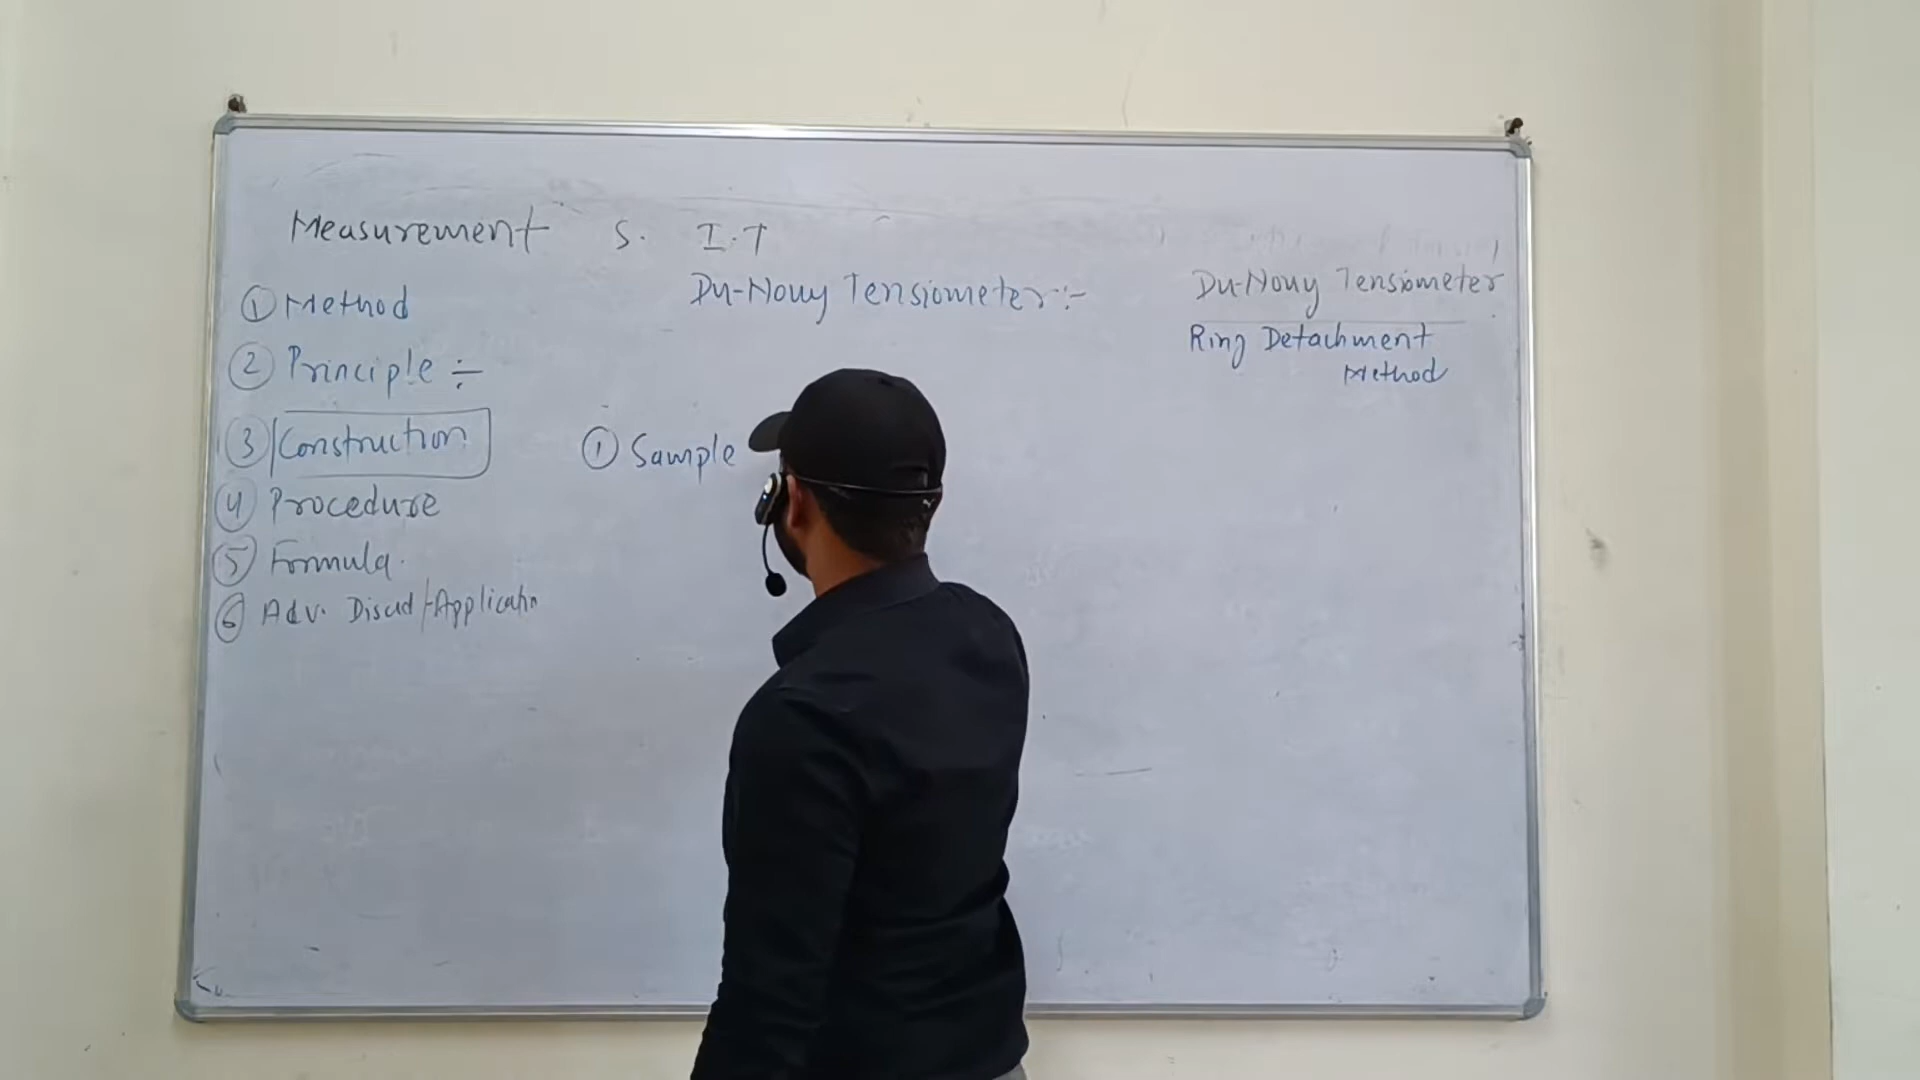 Measurement S. I.T
Du-Nouy Tensiometer :-
① Method
② Principle ÷
③ Construction
④ Procedure
⑤ Formula.
⑥ Adv. Disad/-Applicatn
① Sample
Du-Nouy Tensiometer
Ring Detachment
Method